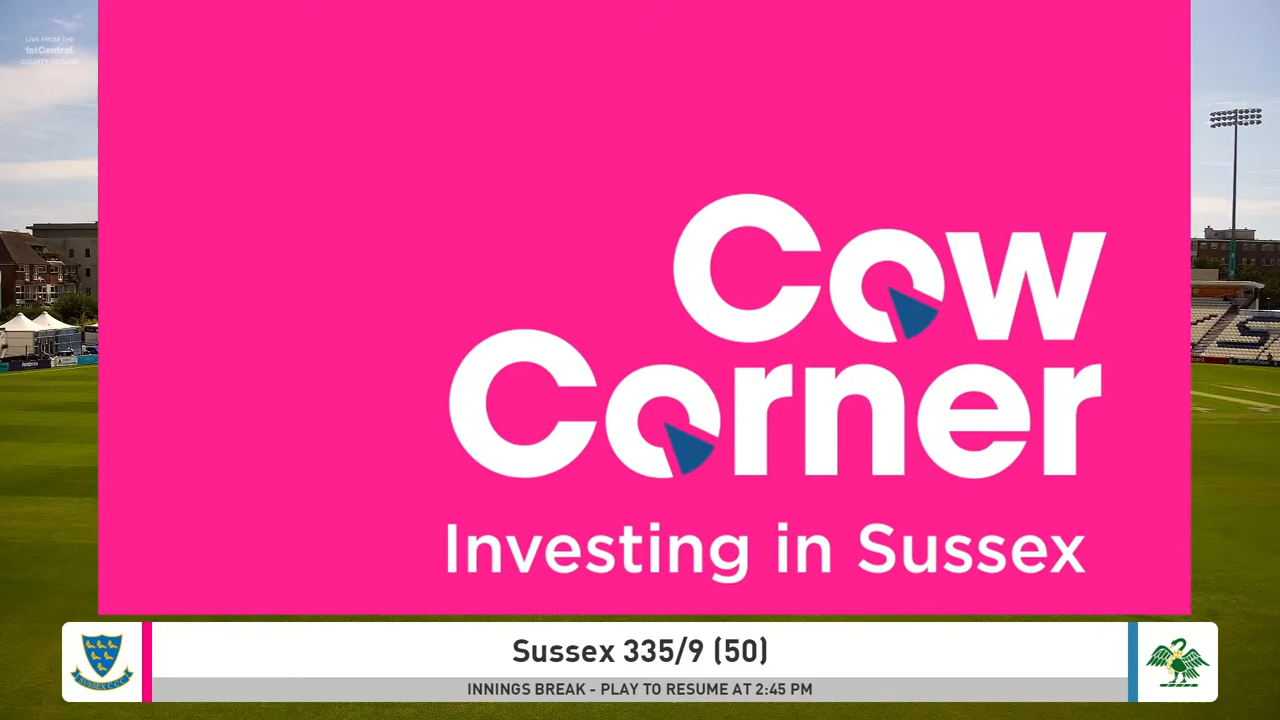 LIVE FROM THE
1stCentral.
COUNTY GROUND
Cow
Corner
Investing in Sussex
Sussex 335/9 (50)
INNINGS BREAK - PLAY TO RESUME AT 2:45 PM
SUSSEX C.C.C.